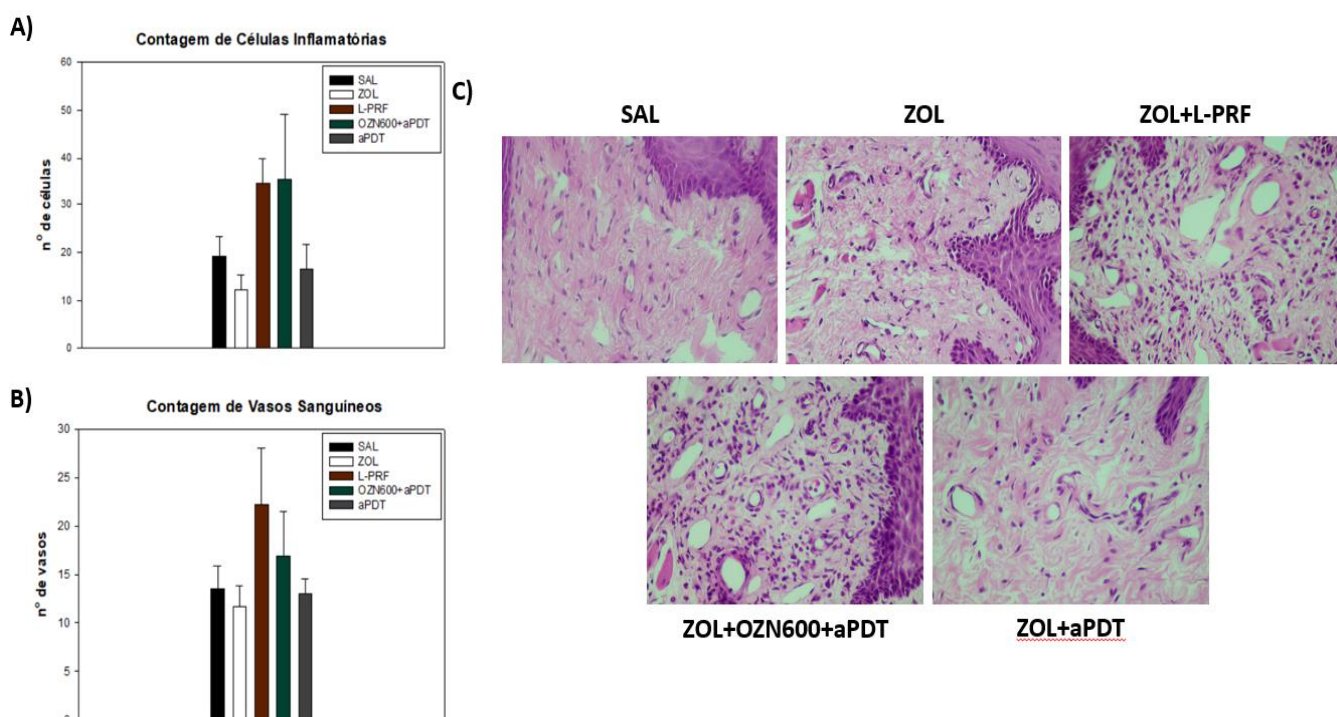 A)
Contagem de Células Inflamatórias
60
50
40
30
20
10
0
nº de células
SAL
ZOL
L-PRF
OZN600+aPDT
aPDT
B)
Contagem de Vasos Sanguíneos
30
25
20
15
10
5
nº de vasos
SAL
ZOL
L-PRF
OZN600+aPDT
aPDT
C)
SAL
ZOL
ZOL+L-PRF
ZOL+OZN600+aPDT
ZOL+aPDT